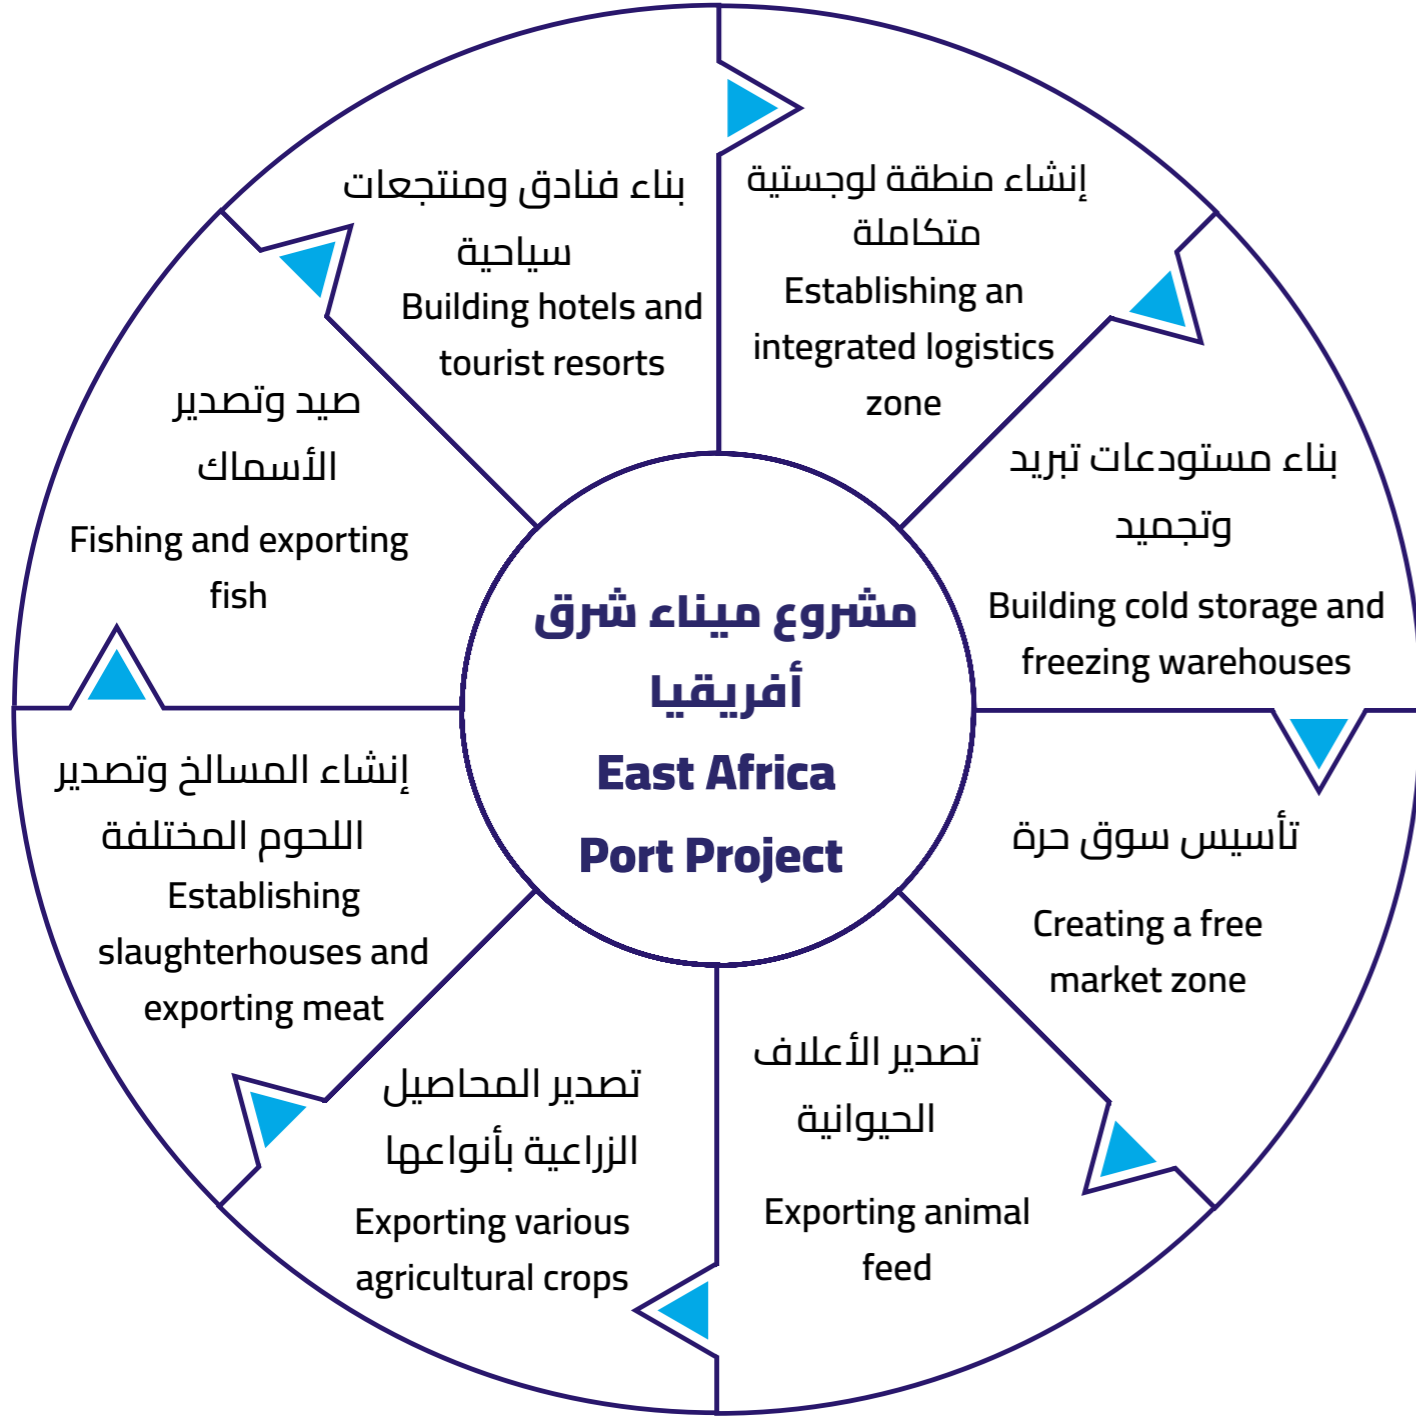 مشروع ميناء شرق
أفريقيا
East Africa
Port Project
إنشاء منطقة لوجستية
متكاملة
Establishing an
integrated logistics
zone
بناء مستودعات تبريد
وتجميد
Building cold storage and
freezing warehouses
تأسيس سوق حرة
Creating a free
market zone
تصدير الأعلاف
الحيوانية
Exporting animal
feed
تصدير المحاصيل
الزراعية بأنواعها
Exporting various
agricultural crops
إنشاء المسالخ وتصدير
اللحوم المختلفة
Establishing
slaughterhouses and
exporting meat
صيد وتصدير
الأسماك
Fishing and exporting
fish
بناء فنادق ومنتجعات
سياحية
Building hotels and
tourist resorts